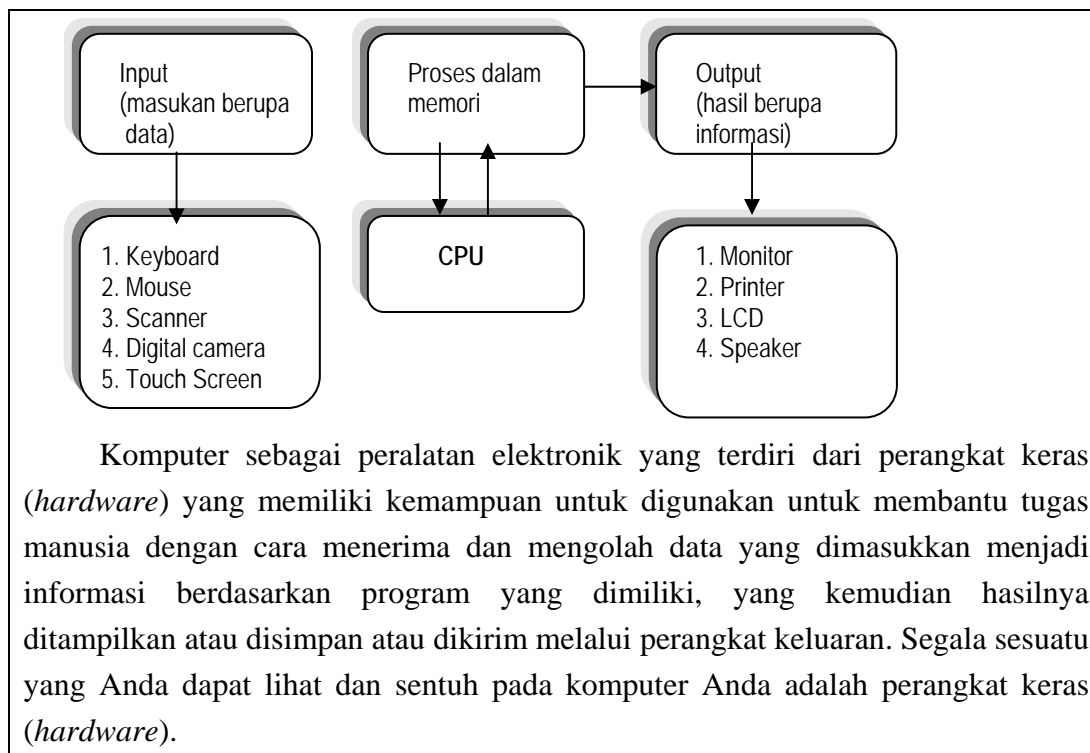 Input
(masukan berupa
data)
Proses dalam
memori
Output
(hasil berupa
informasi)
1. Keyboard
2. Mouse
3. Scanner
4. Digital camera
5. Touch Screen
CPU
1. Monitor
2. Printer
3. LCD
4. Speaker
Komputer sebagai peralatan elektronik yang terdiri dari perangkat keras
(hardware) yang memiliki kemampuan untuk digunakan untuk membantu tugas
manusia dengan cara menerima dan mengolah data yang dimasukkan menjadi
informasi berdasarkan program yang dimiliki, yang kemudian hasilnya
ditampilkan atau disimpan atau dikirim melalui perangkat keluaran. Segala sesuatu
yang Anda dapat lihat dan sentuh pada komputer Anda adalah perangkat keras
(hardware).